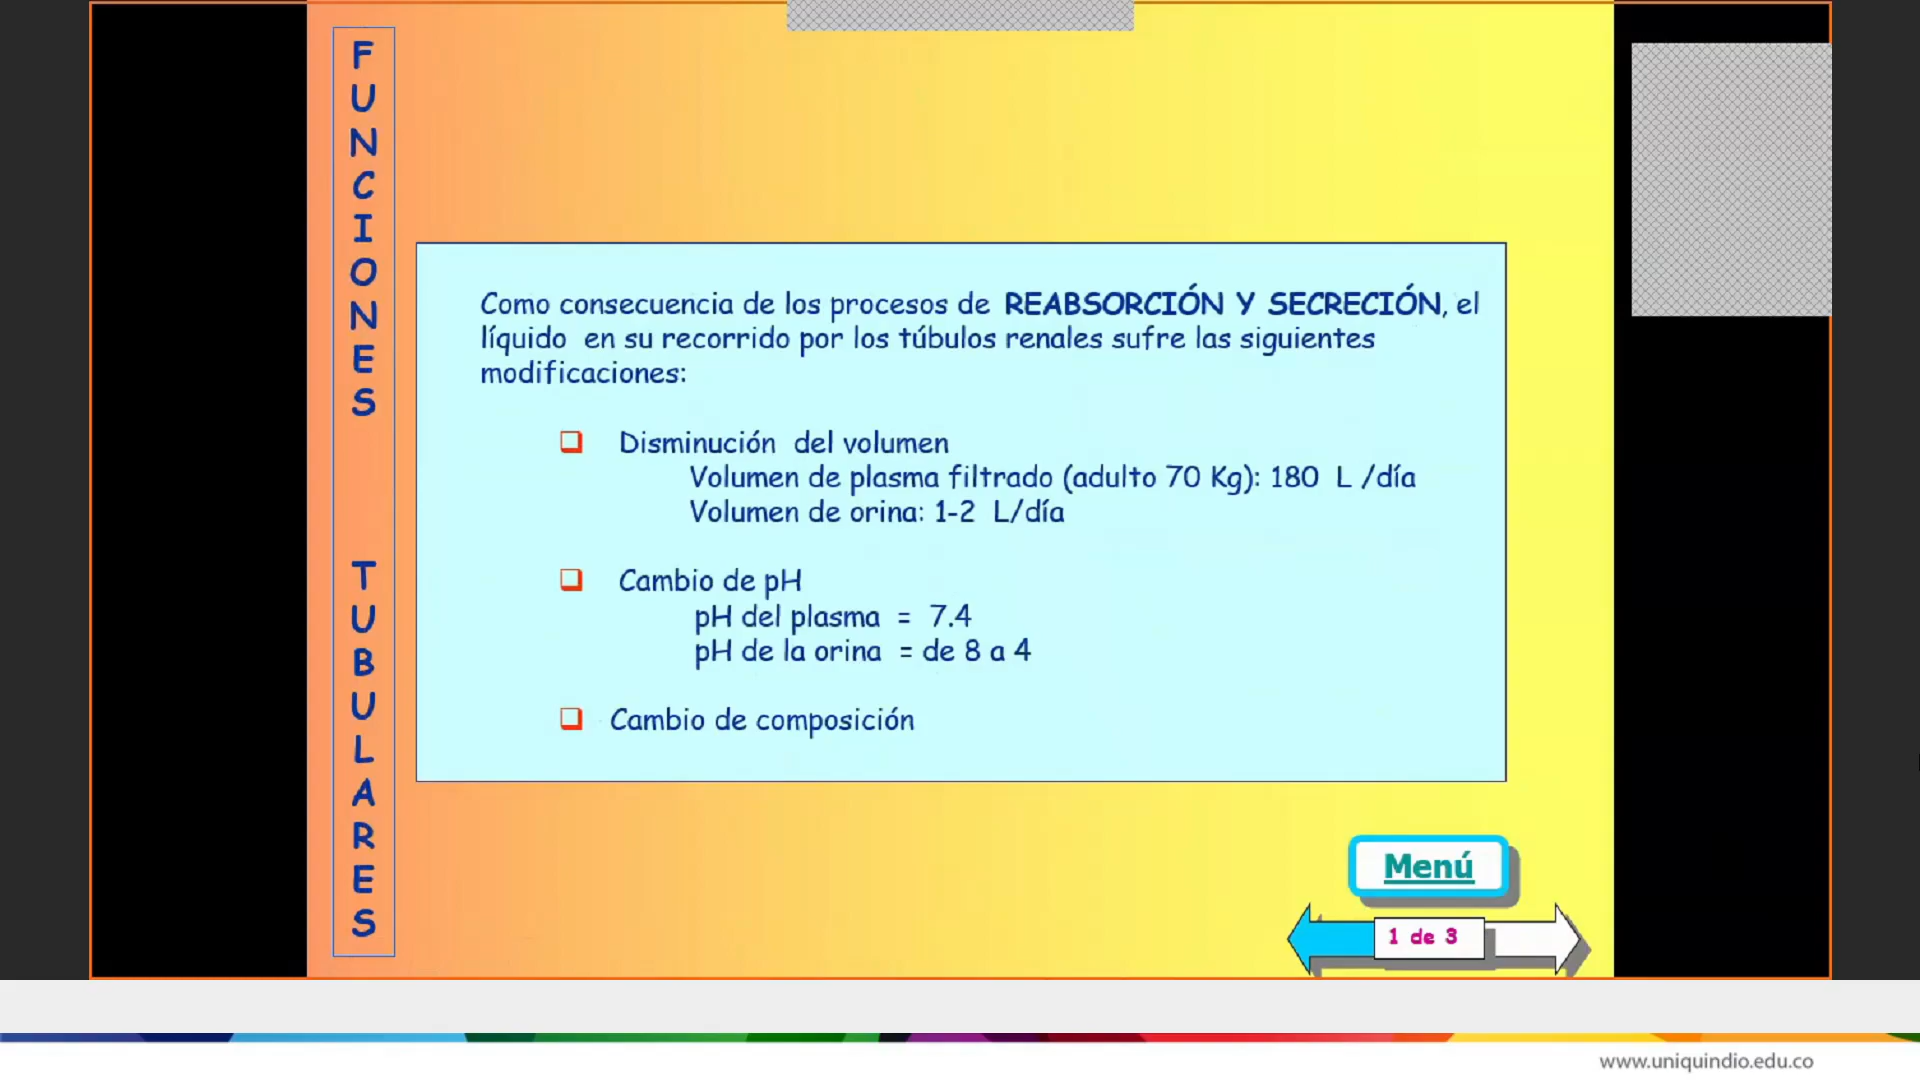 FUNCIONES TUBULARES
Como consecuencia de los procesos de REABSORCIÓN Y SECRECIÓN, el
líquido en su recorrido por los túbulos renales sufre las siguientes
modificaciones:
Disminución del volumen
Volumen de plasma filtrado (adulto 70 Kg): 180 L /día
Volumen de orina: 1-2 L/día
Cambio de pH
pH del plasma = 7.4
pH de la orina = de 8 a 4
Cambio de composición
Menú
1 de 3
www.uniquindio.edu.co